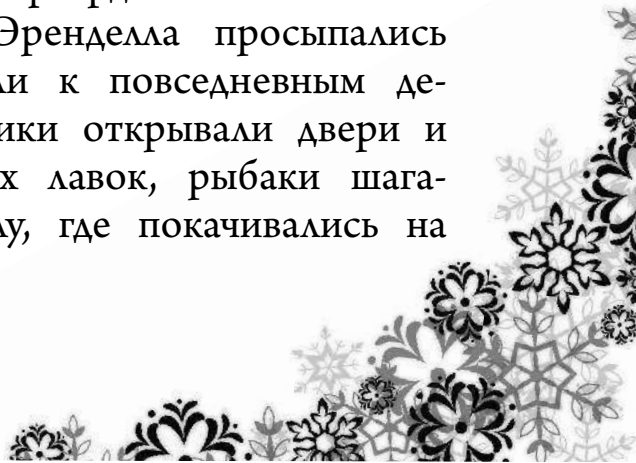 Эренделла просыпались
ли к повседневным де-
ики открывали двери и
х лавок, рыбаки шага-
лу, где покачивались на